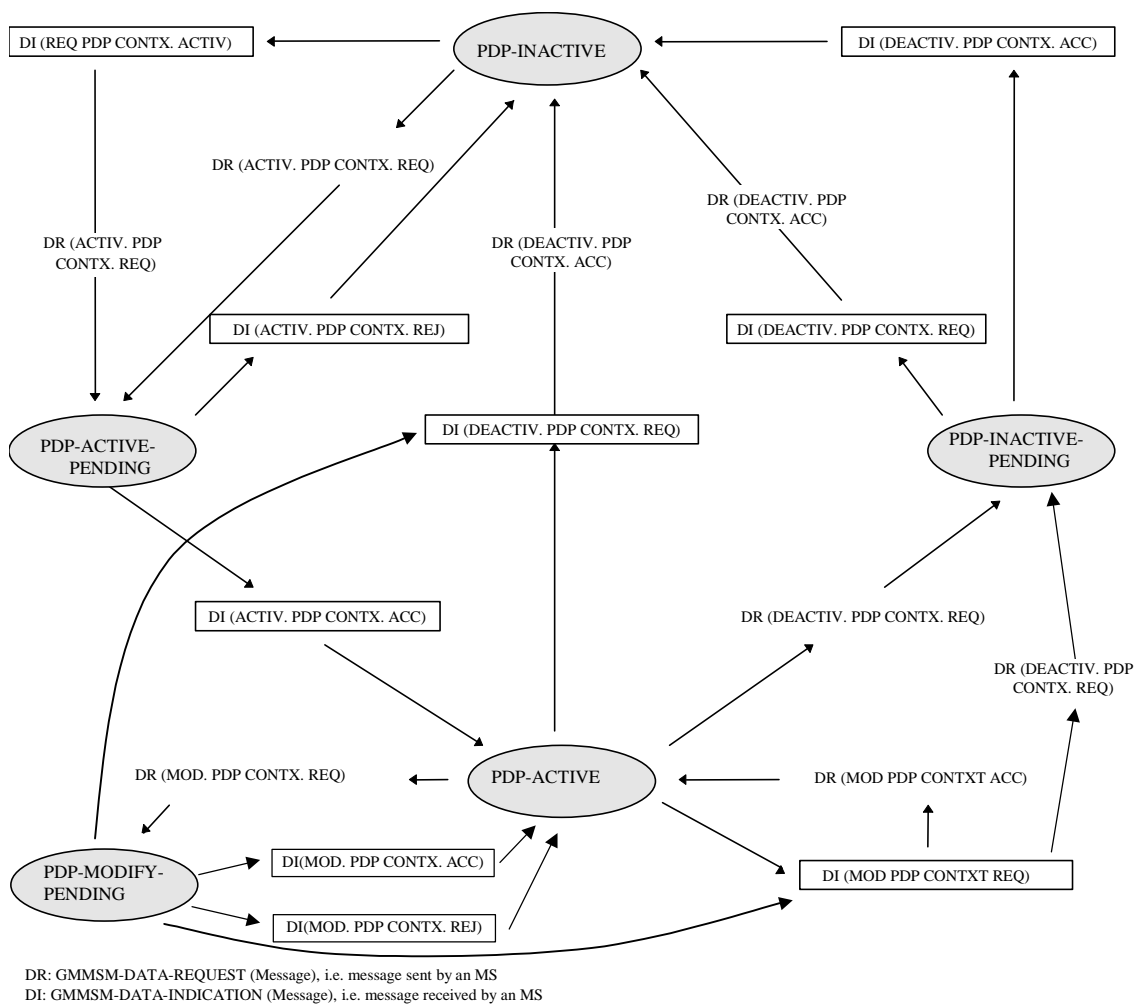 DI (REQ PDP CONTX. ACTIV)
PDP-INACTIVE
DI (DEACTIV. PDP CONTX. ACC)
DR (ACTIV. PDP CONTX. REQ)
DR (DEACTIV. PDP
CONTX. ACC)
DR (ACTIV. PDP
CONTX. REQ)
DR (DEACTIV. PDP
CONTX. ACC)
DI (ACTIV. PDP CONTX. REJ)
DI (DEACTIV. PDP CONTX. REQ)
PDP-ACTIVE-
PENDING
DI (DEACTIV. PDP CONTX. REQ)
PDP-INACTIVE-
PENDING
DI (ACTIV. PDP CONTX. ACC)
DR (DEACTIV. PDP CONTX. REQ)
DR (DEACTIV. PDP
CONTX. REQ)
DR (MOD. PDP CONTX. REQ)
PDP-ACTIVE
DR (MOD PDP CONTXT ACC)
PDP-MODIFY-
PENDING
DI(MOD. PDP CONTX. ACC)
DI (MOD PDP CONTXT REQ)
DI(MOD. PDP CONTX. REJ)
DR: GMMSM-DATA-REQUEST (Message), i.e. message sent by an MS
DI: GMMSM-DATA-INDICATION (Message), i.e. message received by an MS